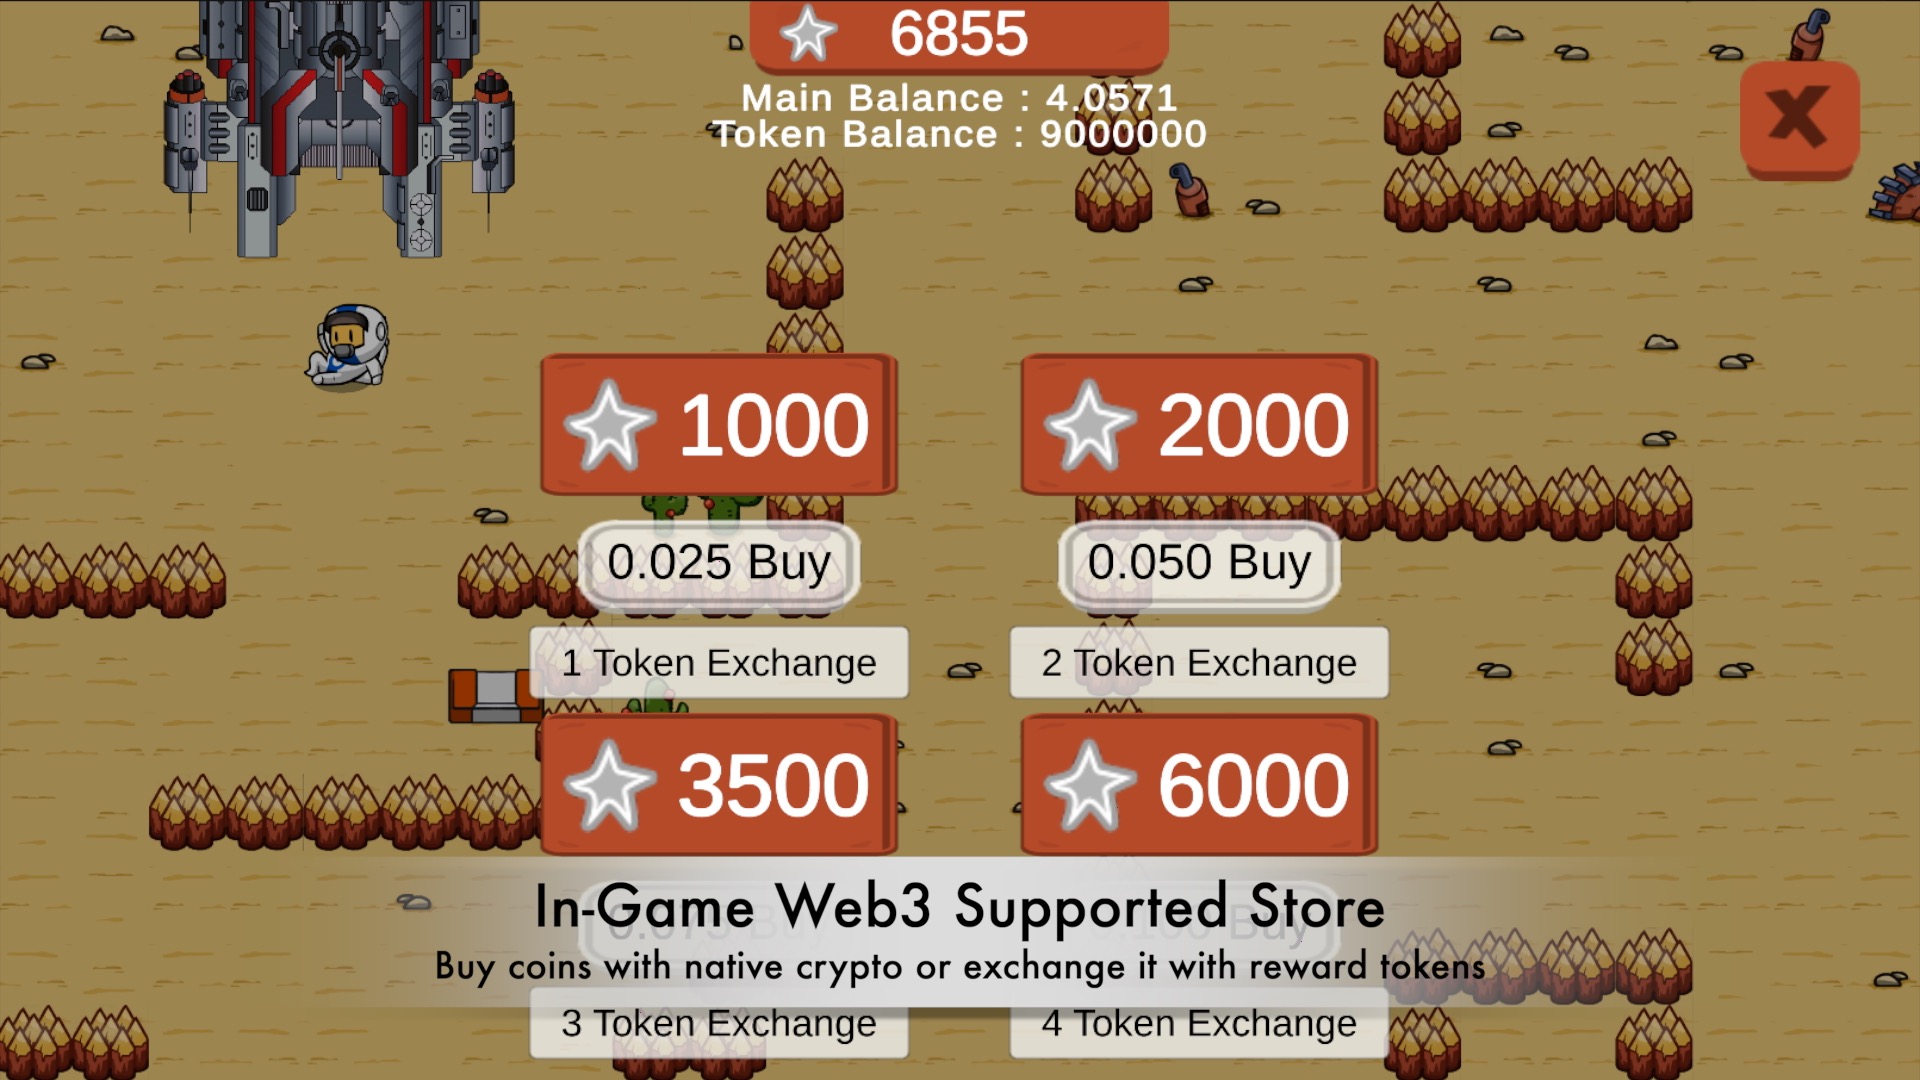 6855
Main Balance : 4.0571
Token Balance : 9000000
X
1000
2000
0.025 Buy
0.050 Buy
1 Token Exchange
2 Token Exchange
3500
6000
In-Game Web3 Supported Store
Buy coins with native crypto or exchange it with reward tokens
3 Token Exchange
4 Token Exchange